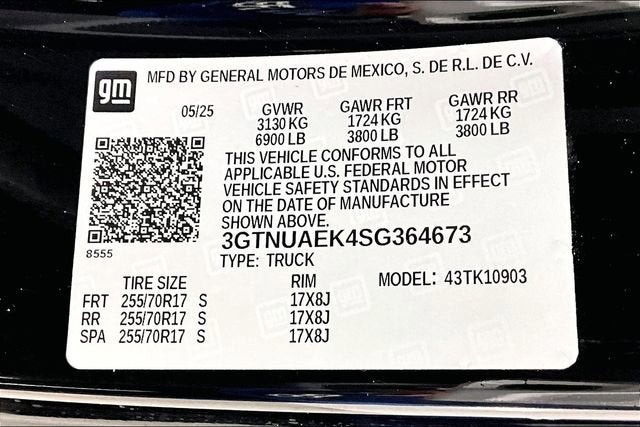 gm
MFD BY GENERAL MOTORS DE MEXICO, S. DE R.L. DE C.V.
05/25 GVWR GAWR FRT GAWR RR
3130 KG 1724 KG 1724 KG
6900 LB 3800 LB 3800 LB
THIS VEHICLE CONFORMS TO ALL
APPLICABLE U.S. FEDERAL MOTOR
VEHICLE SAFETY STANDARDS IN EFFECT
ON THE DATE OF MANUFACTURE
SHOWN ABOVE.
8555
3GTNUAEK4SG364673
TYPE: TRUCK
TIRE SIZE RIM MODEL: 43TK10903
FRT 255/70R17 S 17X8J
RR 255/70R17 S 17X8J
SPA 255/70R17 S 17X8J